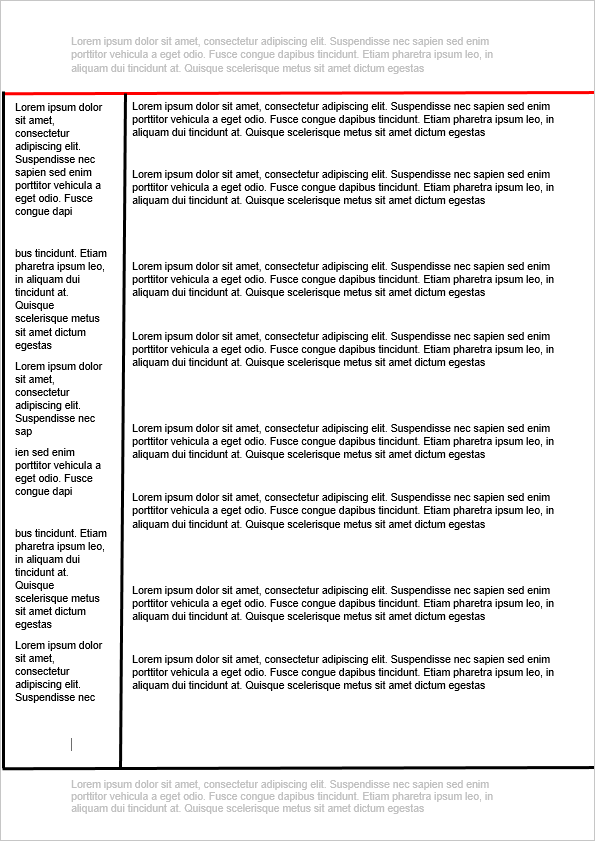 Lorem ipsum dolor sit amet, consectetur adipiscing elit. Suspendisse nec sapien sed enim
porttitor vehicula a eget odio. Fusce congue dapibus tincidunt. Etiam pharetra ipsum leo, in
aliquam dui tincidunt at. Quisque scelerisque metus sit amet dictum egestas
Lorem ipsum dolor
sit amet,
consectetur
adipiscing elit.
Suspendisse nec
sapien sed enim
porttitor vehicula a
eget odio. Fusce
congue dapi
bus tincidunt. Etiam
pharetra ipsum leo,
in aliquam dui
tincidunt at.
Quisque
scelerisque metus
sit amet dictum
egestas
Lorem ipsum dolor
sit amet,
consectetur
adipiscing elit.
Suspendisse nec
sap
ien sed enim
porttitor vehicula a
eget odio. Fusce
congue dapi
bus tincidunt. Etiam
pharetra ipsum leo,
in aliquam dui
tincidunt at.
Quisque
scelerisque metus
sit amet dictum
egestas
Lorem ipsum dolor
sit amet,
consectetur
adipiscing elit.
Suspendisse nec
Lorem ipsum dolor sit amet, consectetur adipiscing elit. Suspendisse nec sapien sed enim
porttitor vehicula a eget odio. Fusce congue dapibus tincidunt. Etiam pharetra ipsum leo, in
aliquam dui tincidunt at. Quisque scelerisque metus sit amet dictum egestas
Lorem ipsum dolor sit amet, consectetur adipiscing elit. Suspendisse nec sapien sed enim
porttitor vehicula a eget odio. Fusce congue dapibus tincidunt. Etiam pharetra ipsum leo, in
aliquam dui tincidunt at. Quisque scelerisque metus sit amet dictum egestas
Lorem ipsum dolor sit amet, consectetur adipiscing elit. Suspendisse nec sapien sed enim
porttitor vehicula a eget odio. Fusce congue dapibus tincidunt. Etiam pharetra ipsum leo, in
aliquam dui tincidunt at. Quisque scelerisque metus sit amet dictum egestas
Lorem ipsum dolor sit amet, consectetur adipiscing elit. Suspendisse nec sapien sed enim
porttitor vehicula a eget odio. Fusce congue dapibus tincidunt. Etiam pharetra ipsum leo, in
aliquam dui tincidunt at. Quisque scelerisque metus sit amet dictum egestas
Lorem ipsum dolor sit amet, consectetur adipiscing elit. Suspendisse nec sapien sed enim
porttitor vehicula a eget odio. Fusce congue dapibus tincidunt. Etiam pharetra ipsum leo, in
aliquam dui tincidunt at. Quisque scelerisque metus sit amet dictum egestas
Lorem ipsum dolor sit amet, consectetur adipiscing elit. Suspendisse nec sapien sed enim
porttitor vehicula a eget odio. Fusce congue dapibus tincidunt. Etiam pharetra ipsum leo, in
aliquam dui tincidunt at. Quisque scelerisque metus sit amet dictum egestas
Lorem ipsum dolor sit amet, consectetur adipiscing elit. Suspendisse nec sapien sed enim
porttitor vehicula a eget odio. Fusce congue dapibus tincidunt. Etiam pharetra ipsum leo, in
aliquam dui tincidunt at. Quisque scelerisque metus sit amet dictum egestas
Lorem ipsum dolor sit amet, consectetur adipiscing elit. Suspendisse nec sapien sed enim
porttitor vehicula a eget odio. Fusce congue dapibus tincidunt. Etiam pharetra ipsum leo, in
aliquam dui tincidunt at. Quisque scelerisque metus sit amet dictum egestas
Lorem ipsum dolor sit amet, consectetur adipiscing elit. Suspendisse nec sapien sed enim
porttitor vehicula a eget odio. Fusce congue dapibus tincidunt. Etiam pharetra ipsum leo, in
aliquam dui tincidunt at. Quisque scelerisque metus sit amet dictum egestas